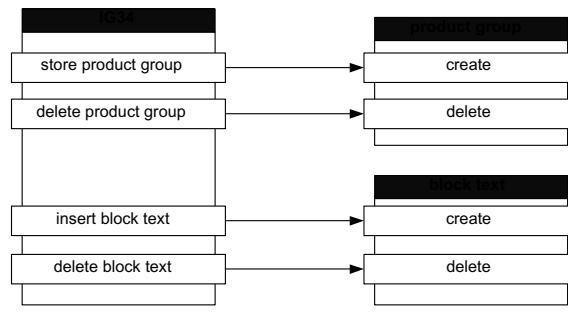 IG34
product group
store product group
create
delete product group
delete
block text
insert block text
create
delete block text
delete